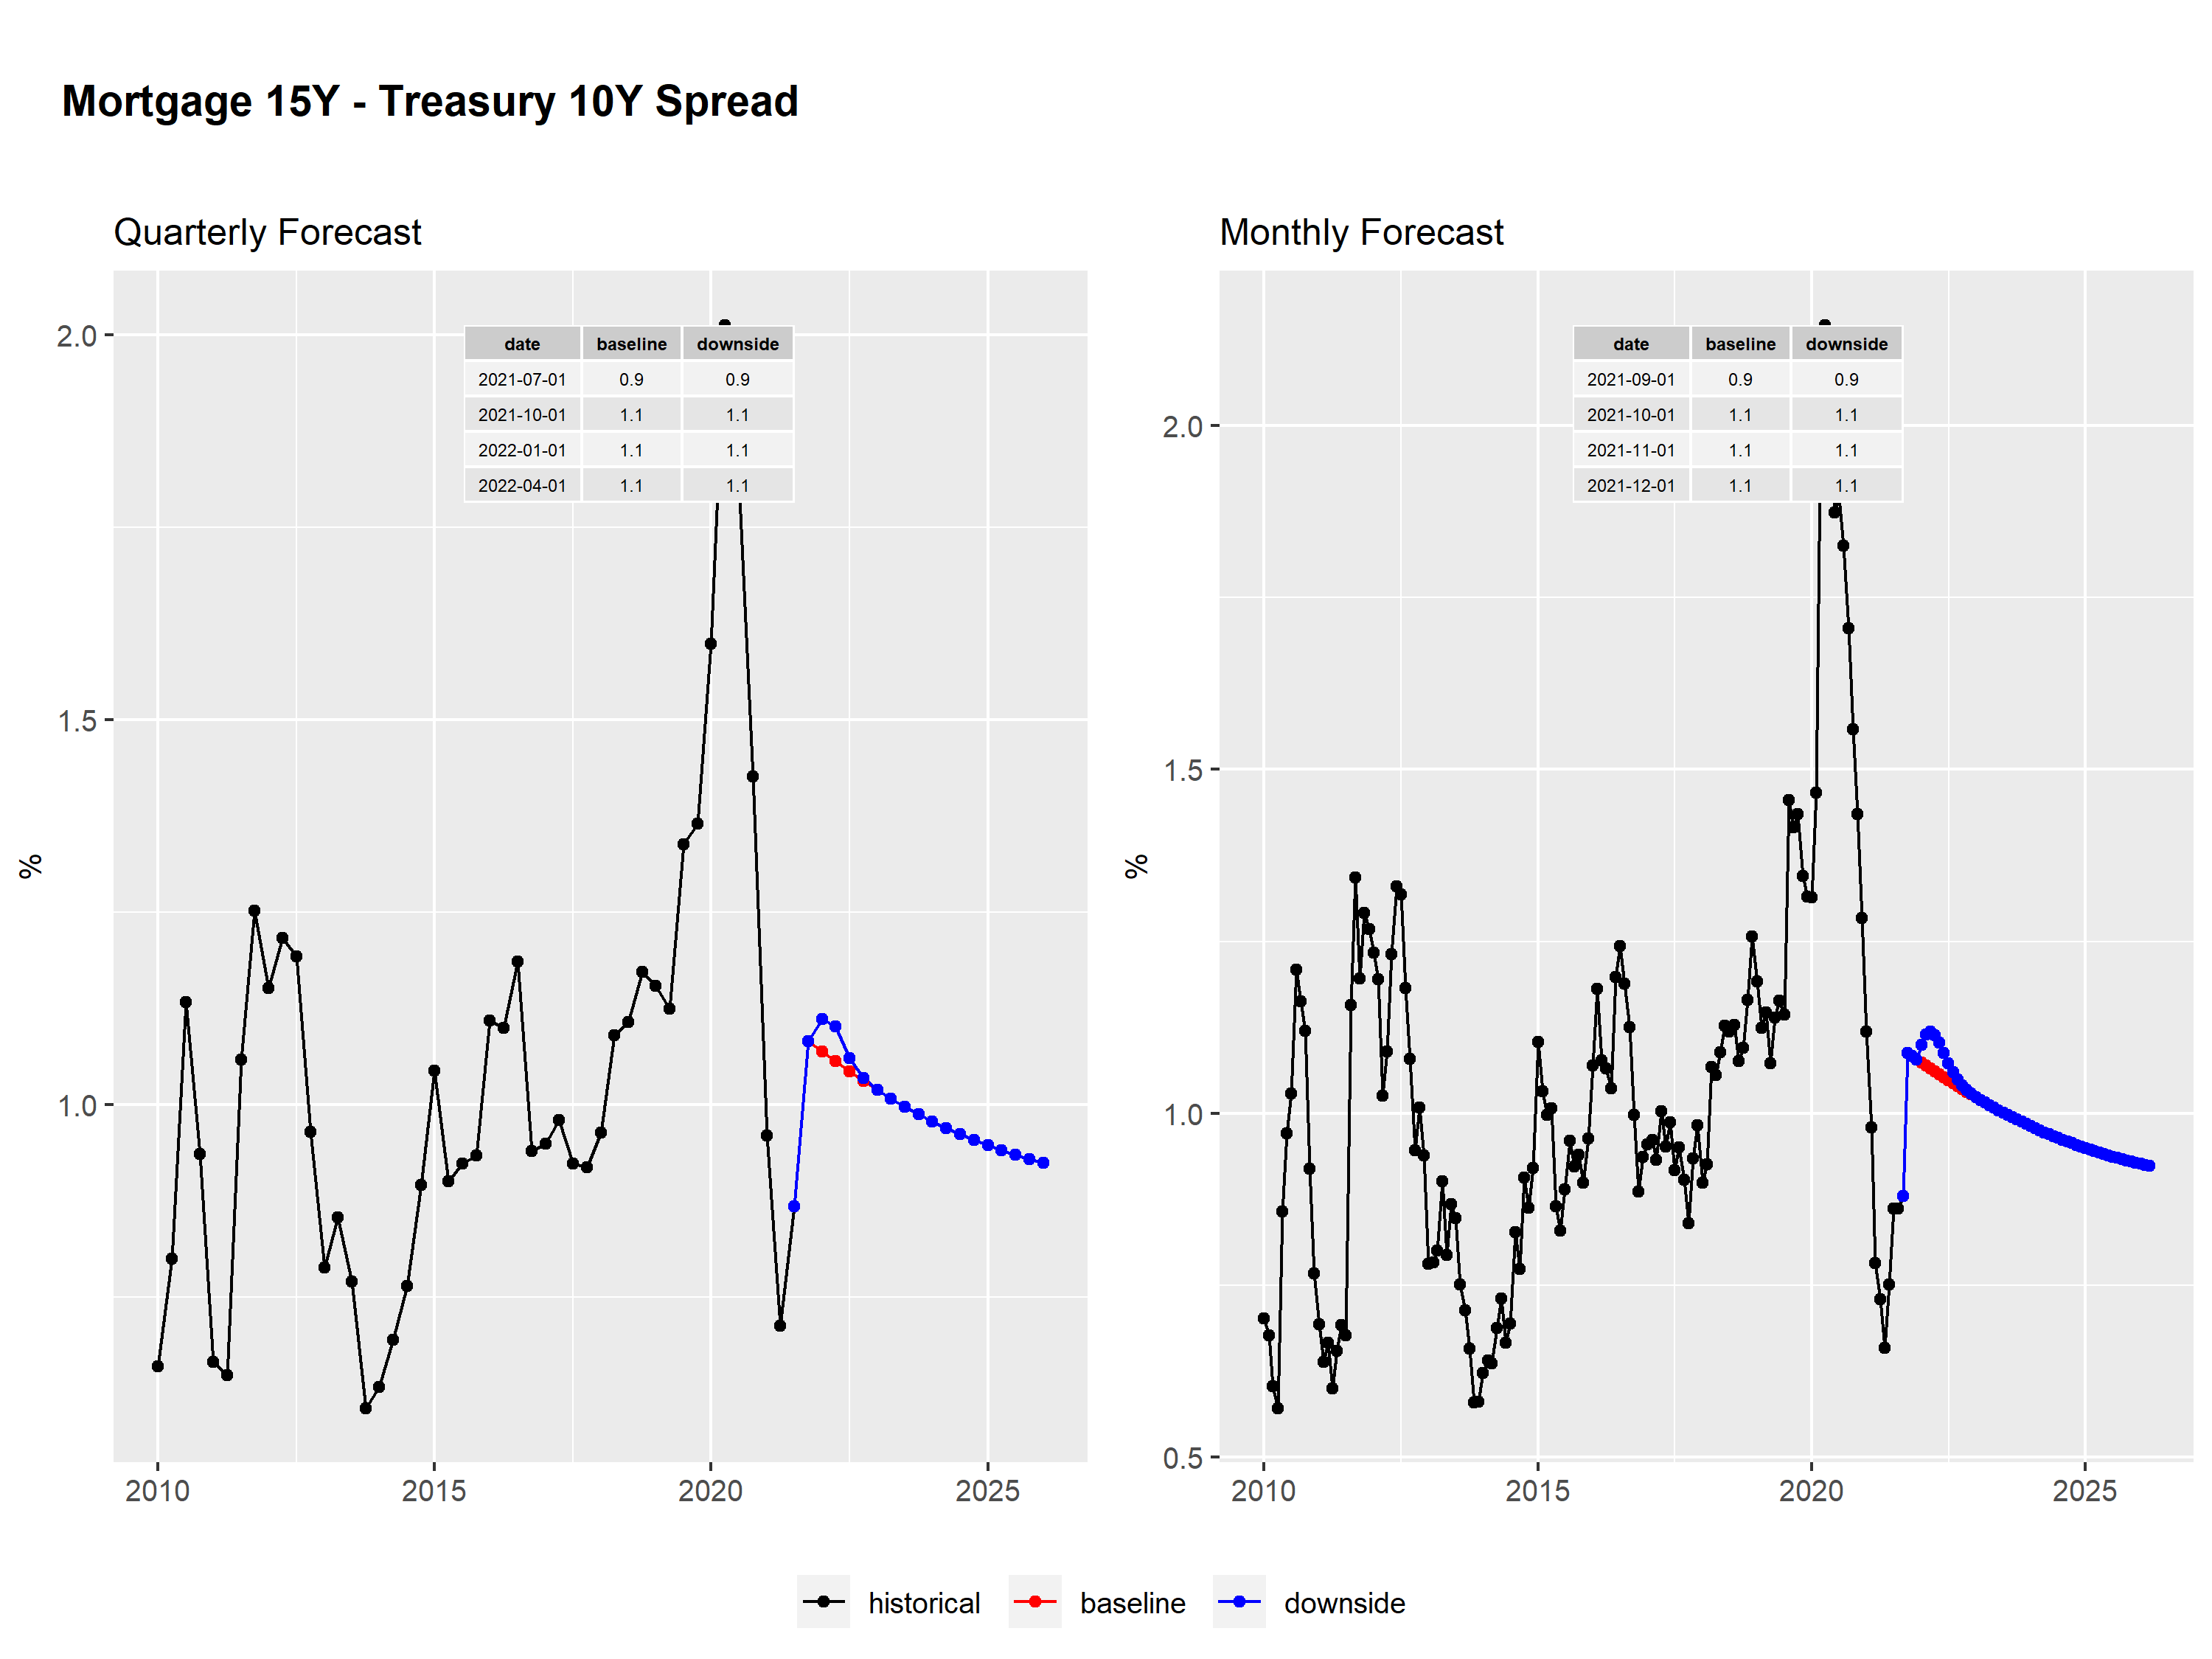 Mortgage 15Y - Treasury 10Y Spread
Quarterly Forecast
%
2.0
1.5
1.0
date baseline downside
2021-07-01 0.9 0.9
2021-10-01 1.1 1.1
2022-01-01 1.1 1.1
2022-04-01 1.1 1.1
2010 2015 2020 2025
Monthly Forecast
%
2.0
1.5
1.0
0.5
date baseline downside
2021-09-01 0.9 0.9
2021-10-01 1.1 1.1
2021-11-01 1.1 1.1
2021-12-01 1.1 1.1
2010 2015 2020 2025
historical baseline downside